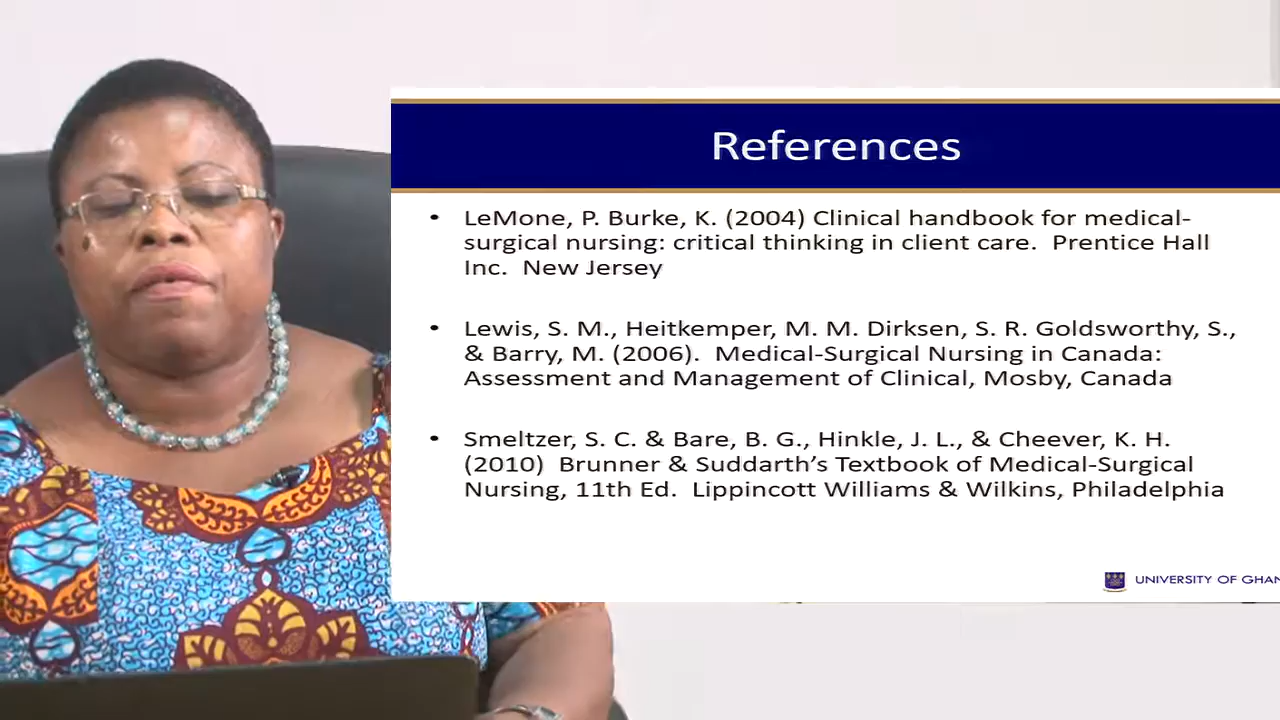 References
• LeMone, P. Burke, K. (2004) Clinical handbook for medical-
surgical nursing: critical thinking in client care. Prentice Hall
Inc. New Jersey
• Lewis, S. M., Heitkemper, M. M. Dirksen, S. R. Goldsworthy, S.,
& Barry, M. (2006). Medical-Surgical Nursing in Canada:
Assessment and Management of Clinical, Mosby, Canada
• Smeltzer, S. C. & Bare, B. G., Hinkle, J. L., & Cheever, K. H.
(2010) Brunner & Suddarth’s Textbook of Medical-Surgical
Nursing, 11th Ed. Lippincott Williams & Wilkins, Philadelphia
UNIVERSITY OF GHAN